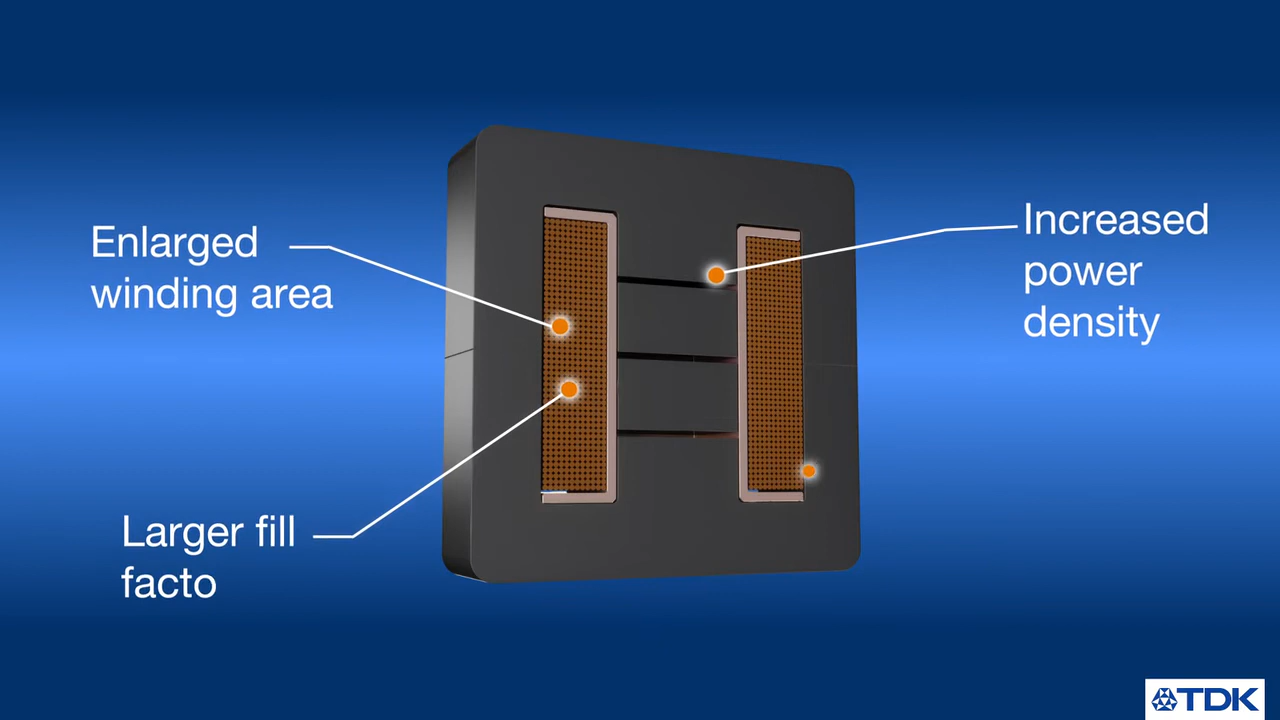 Enlarged
winding area
Increased
power
density
Larger fill
facto
TDK